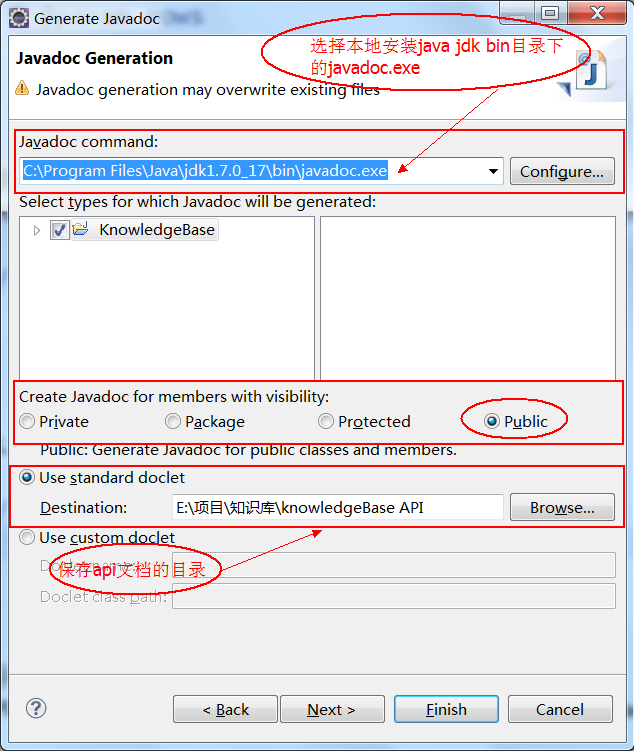 Generate Javadoc
选择本地安装java jdk bin目录下
的javadoc.exe
Javadoc Generation
Javadoc generation may overwrite existing files
Javadoc command:
C:\Program Files\Java\jdk1.7.0_17\bin\javadoc.exe
Configure...
Select types for which Javadoc will be generated:
KnowledgeBase
Create Javadoc for members with visibility:
Private
Package
Protected
Public
Public: Generate Javadoc for public classes and members.
Use standard doclet
Destination:
E:\项目\知识库\knowledgeBase API
Browse...
Use custom doclet
保存api文档的目录
Doclet class path:
< Back
Next >
Finish
Cancel